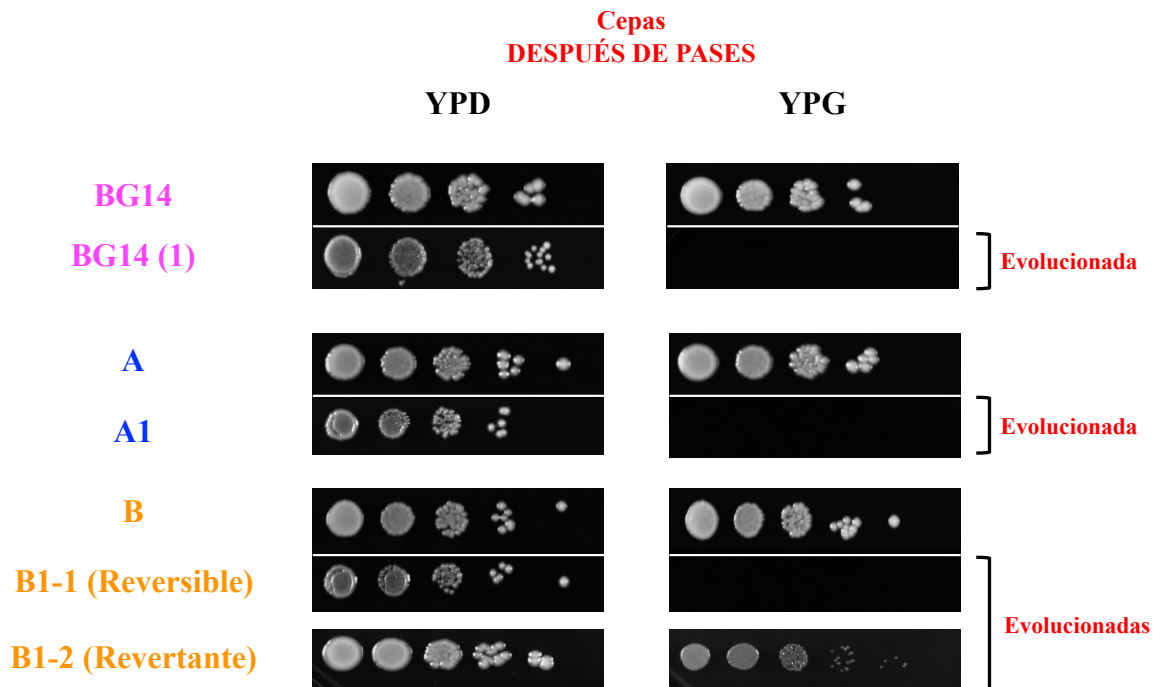 Cepas
DESPUÉS DE PASES
YPD
YPG
BG14
BG14 (1)
Evolucionada
A
A1
Evolucionada
B
B1-1 (Reversible)
B1-2 (Revertante)
Evolucionadas